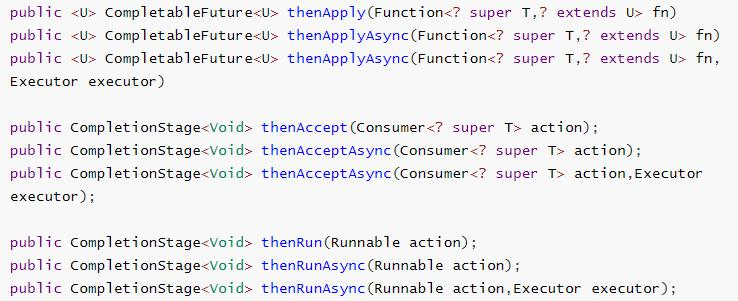 public <U> CompletableFuture<U> thenApply(Function<? super T,? extends U> fn)
public <U> CompletableFuture<U> thenApplyAsync(Function<? super T,? extends U> fn)
public <U> CompletableFuture<U> thenApplyAsync(Function<? super T,? extends U> fn,
Executor executor)
public CompletionStage<Void> thenAccept(Consumer<? super T> action);
public CompletionStage<Void> thenAcceptAsync(Consumer<? super T> action);
public CompletionStage<Void> thenAcceptAsync(Consumer<? super T> action,Executor
executor);
public CompletionStage<Void> thenRun(Runnable action);
public CompletionStage<Void> thenRunAsync(Runnable action);
public CompletionStage<Void> thenRunAsync(Runnable action,Executor executor);